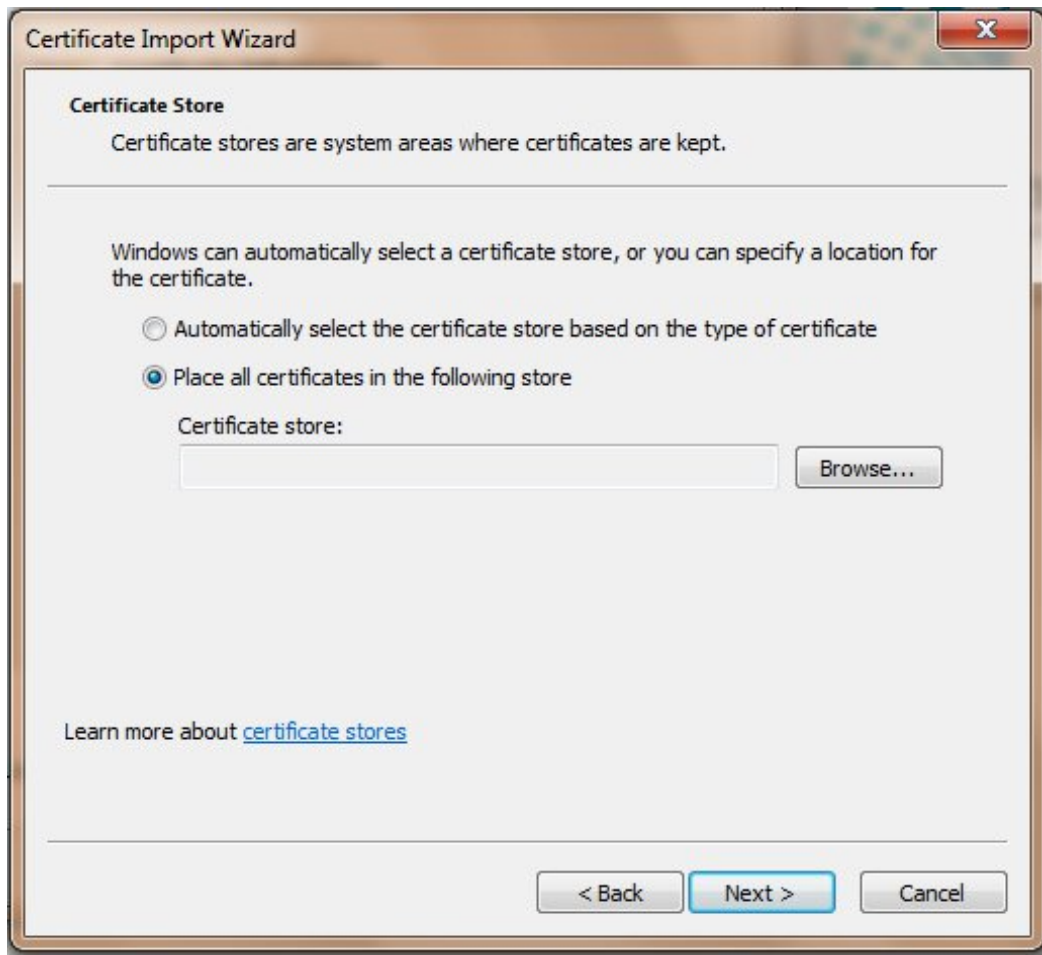 Certificate Import Wizard
Certificate Store
Certificate stores are system areas where certificates are kept.
Windows can automatically select a certificate store, or you can specify a location for
the certificate.
Automatically select the certificate store based on the type of certificate
Place all certificates in the following store
Certificate store:
Browse...
Learn more about certificate stores
< Back Next > Cancel